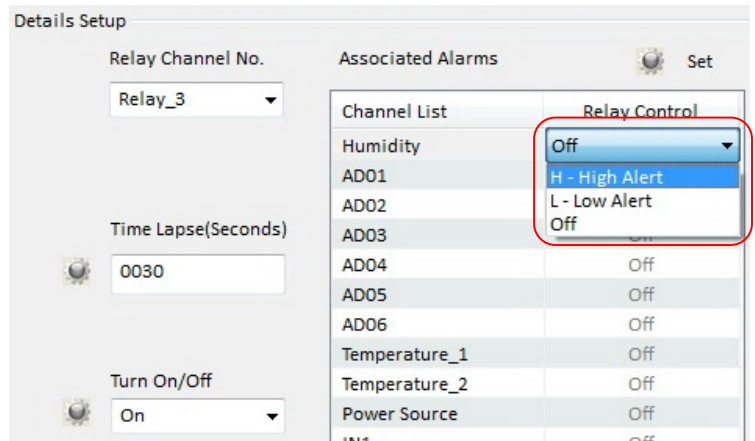 Details Setup
Relay Channel No.
Relay_3
Time Lapse(Seconds)
0030
Turn On/Off
On
Associated Alarms
Set
Channel List Relay Control
Humidity Off
H - High Alert
L - Low Alert
Off
AD01
AD02
AD03
AD04 Off
AD05 Off
AD06 Off
Temperature_1 Off
Temperature_2 Off
Power Source Off